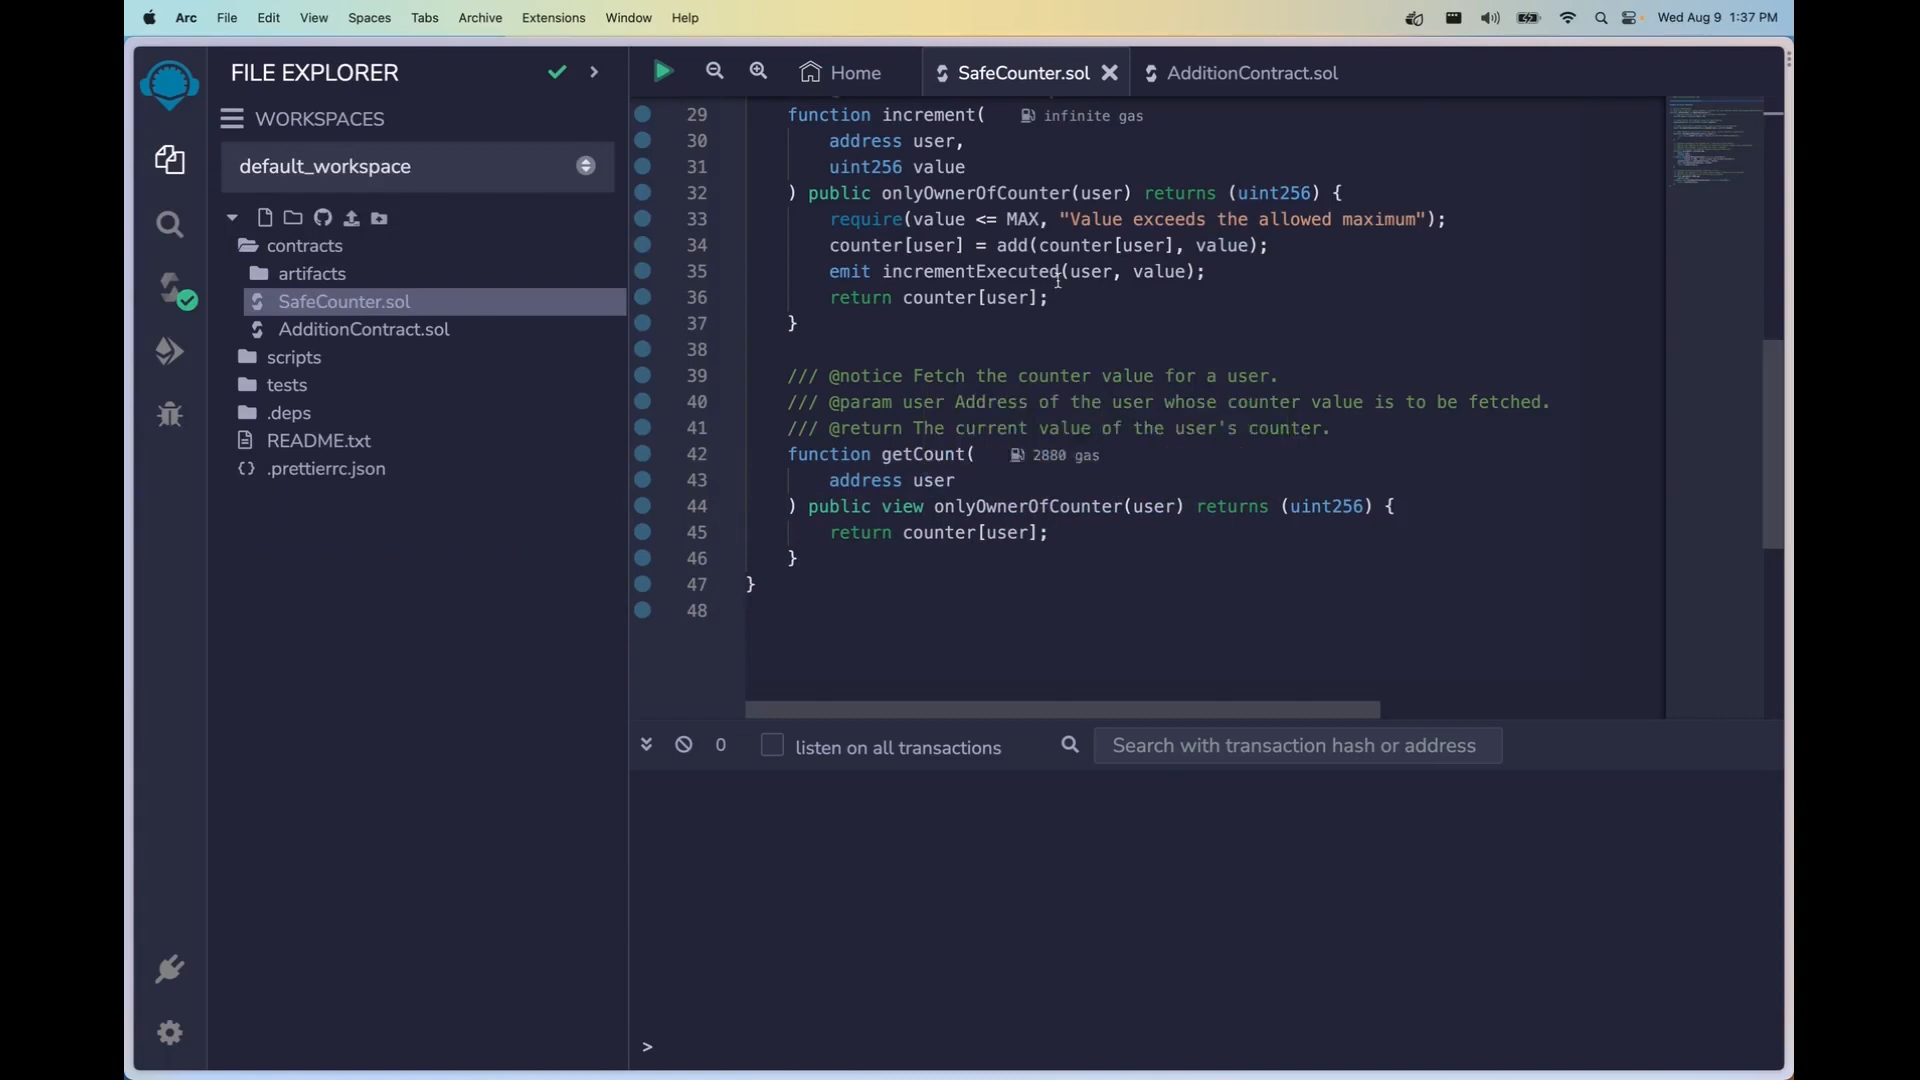 Arc File Edit View Spaces Tabs Archive Extensions Window Help Wed Aug 9 1:37 PM
FILE EXPLORER
WORKSPACES
default_workspace
contracts
artifacts
SafeCounter.sol
AdditionContract.sol
scripts
tests
.deps
README.txt
{} .prettierrc.json
Home SafeCounter.sol AdditionContract.sol
29 function increment( infinite gas
30 address user,
31 uint256 value
32 ) public onlyOwnerOfCounter(user) returns (uint256) {
33 require(value <= MAX, "Value exceeds the allowed maximum");
34 counter[user] = add(counter[user], value);
35 emit incrementExecuted(user, value);
36 return counter[user];
37 }
38
39 /// @notice Fetch the counter value for a user.
40 /// @param user Address of the user whose counter value is to be fetched.
41 /// @return The current value of the user's counter.
42 function getCount( 2880 gas
43 address user
44 ) public view onlyOwnerOfCounter(user) returns (uint256) {
45 return counter[user];
46 }
47 }
48
0 listen on all transactions Search with transaction hash or address
>